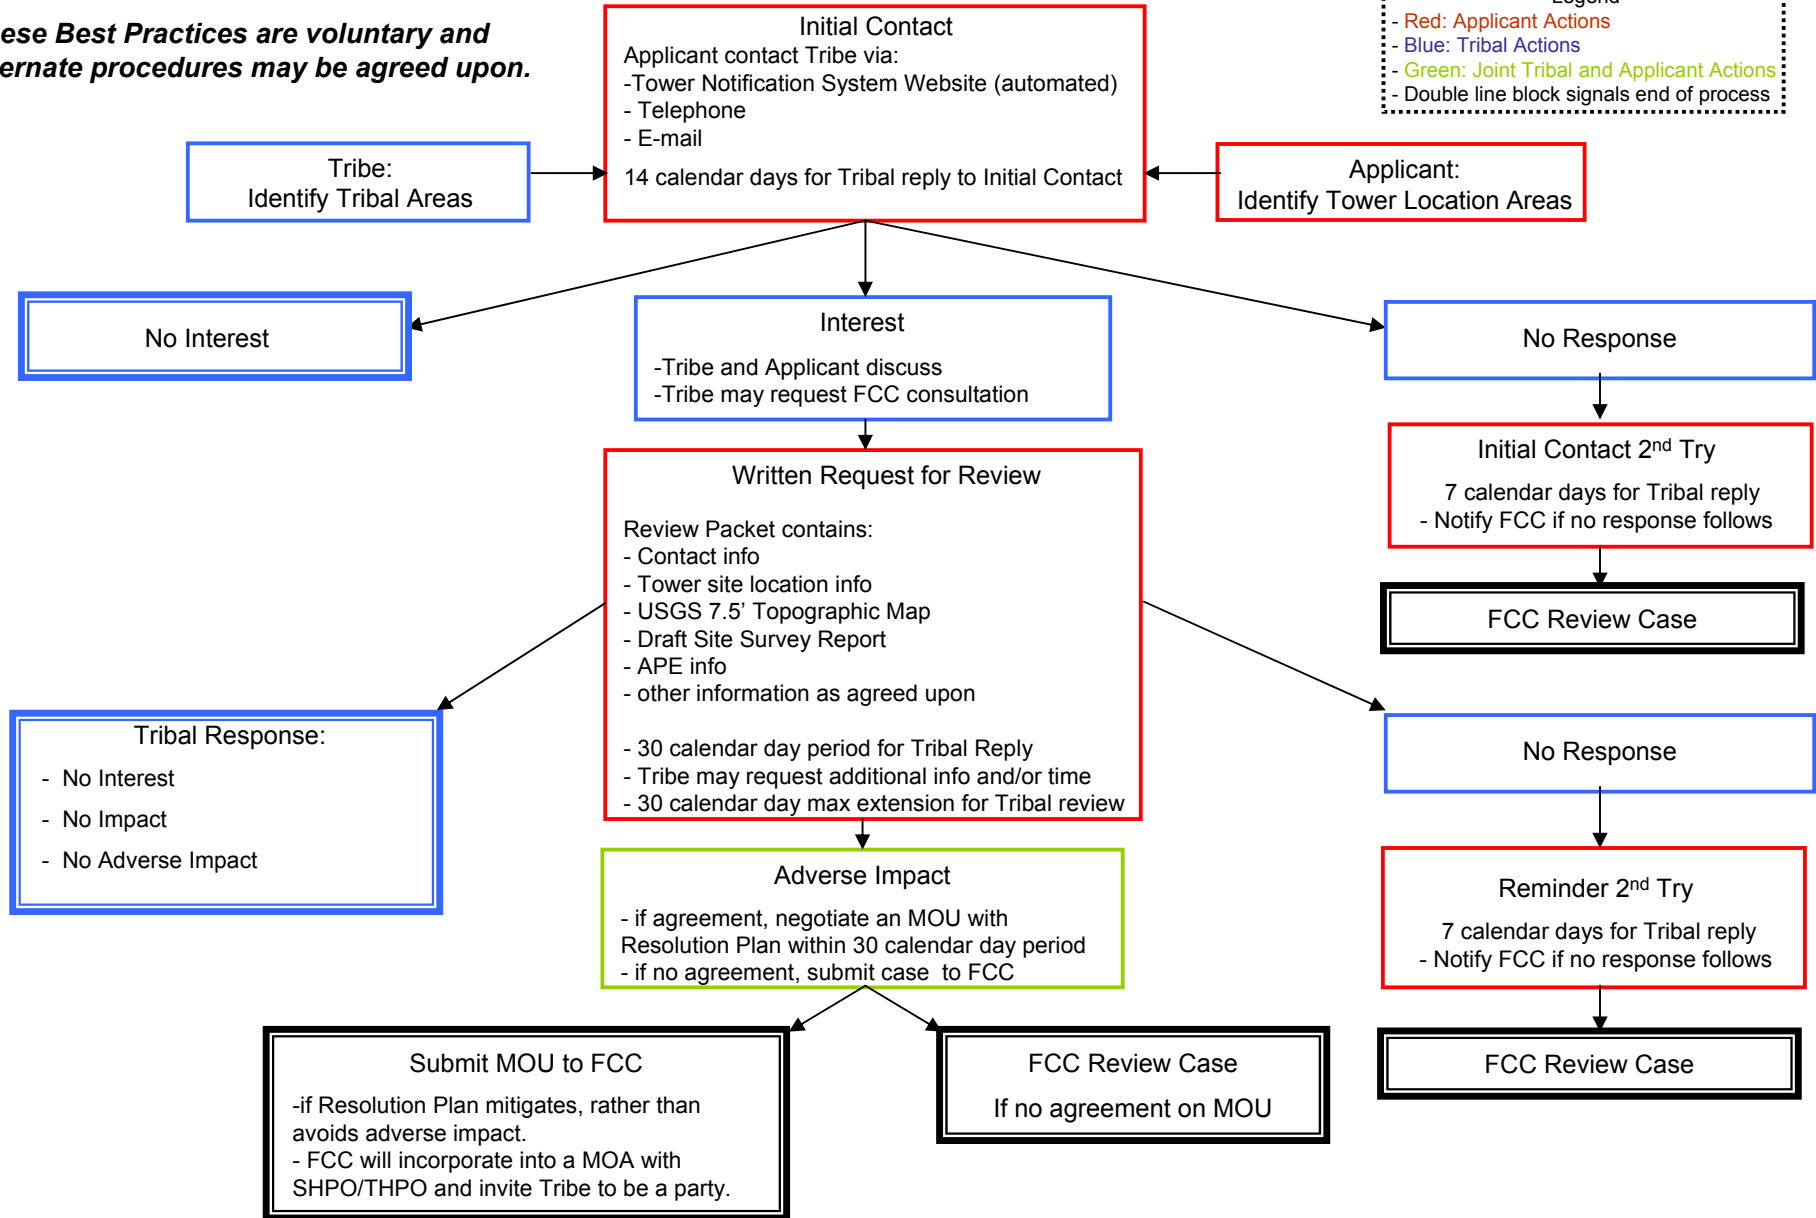 ese Best Practices are voluntary and
ernate procedures may be agreed upon.
Initial Contact
Applicant contact Tribe via:
-Tower Notification System Website (automated)
- Telephone
- E-mail
14 calendar days for Tribal reply to Initial Contact
Legend
- Red: Applicant Actions
- Blue: Tribal Actions
- Green: Joint Tribal and Applicant Actions
- Double line block signals end of process
Tribe:
Identify Tribal Areas
Applicant:
Identify Tower Location Areas
No Interest
Interest
-Tribe and Applicant discuss
-Tribe may request FCC consultation
No Response
Initial Contact 2nd Try
7 calendar days for Tribal reply
- Notify FCC if no response follows
FCC Review Case
Written Request for Review
Review Packet contains:
- Contact info
- Tower site location info
- USGS 7.5’ Topographic Map
- Draft Site Survey Report
- APE info
- other information as agreed upon
- 30 calendar day period for Tribal Reply
- Tribe may request additional info and/or time
- 30 calendar day max extension for Tribal review
Tribal Response:
- No Interest
- No Impact
- No Adverse Impact
No Response
Reminder 2nd Try
7 calendar days for Tribal reply
- Notify FCC if no response follows
FCC Review Case
Adverse Impact
- if agreement, negotiate an MOU with
Resolution Plan within 30 calendar day period
- if no agreement, submit case to FCC
Submit MOU to FCC
-if Resolution Plan mitigates, rather than
avoids adverse impact.
- FCC will incorporate into a MOA with
SHPO/THPO and invite Tribe to be a party.
FCC Review Case
If no agreement on MOU